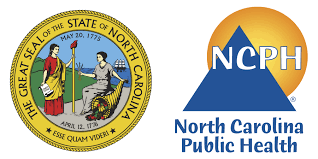 THE GREAT SEAL OF THE STATE OF NORTH CAROLINA
MAY 20, 1775
APRIL 12, 1776
ESSE QUAM VIDERI
NCPH
®
North Carolina
Public Health